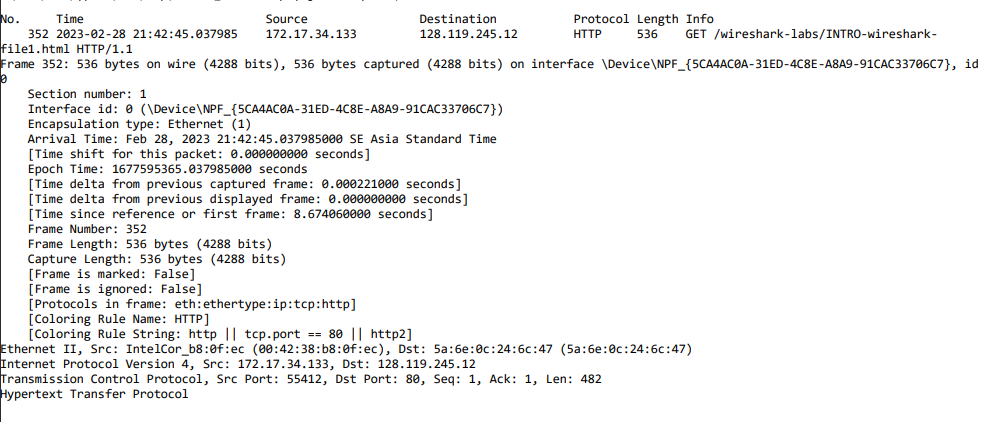 No. Time Source Destination Protocol Length Info
352 2023-02-28 21:42:45.037985 172.17.34.133 128.119.245.12 HTTP 536 GET /wireshark-labs/INTRO-wireshark-
file1.html HTTP/1.1
Frame 352: 536 bytes on wire (4288 bits), 536 bytes captured (4288 bits) on interface \Device\NPF_{5CA4AC0A-31ED-4C8E-A8A9-91CAC33706C7}, id
0
Section number: 1
Interface id: 0 (\Device\NPF_{5CA4AC0A-31ED-4C8E-A8A9-91CAC33706C7})
Encapsulation type: Ethernet (1)
Arrival Time: Feb 28, 2023 21:42:45.037985000 SE Asia Standard Time
[Time shift for this packet: 0.000000000 seconds]
Epoch Time: 1677595365.037985000 seconds
[Time delta from previous captured frame: 0.000221000 seconds]
[Time delta from previous displayed frame: 0.000000000 seconds]
[Time since reference or first frame: 8.674060000 seconds]
Frame Number: 352
Frame Length: 536 bytes (4288 bits)
Capture Length: 536 bytes (4288 bits)
[Frame is marked: False]
[Frame is ignored: False]
[Protocols in frame: eth:ethertype:ip:tcp:http]
[Coloring Rule Name: HTTP]
[Coloring Rule String: http || tcp.port == 80 || http2]
Ethernet II, Src: IntelCor_b8:0f:ec (00:42:38:b8:0f:ec), Dst: 5a:6e:0c:24:6c:47 (5a:6e:0c:24:6c:47)
Internet Protocol Version 4, Src: 172.17.34.133, Dst: 128.119.245.12
Transmission Control Protocol, Src Port: 55412, Dst Port: 80, Seq: 1, Ack: 1, Len: 482
Hypertext Transfer Protocol